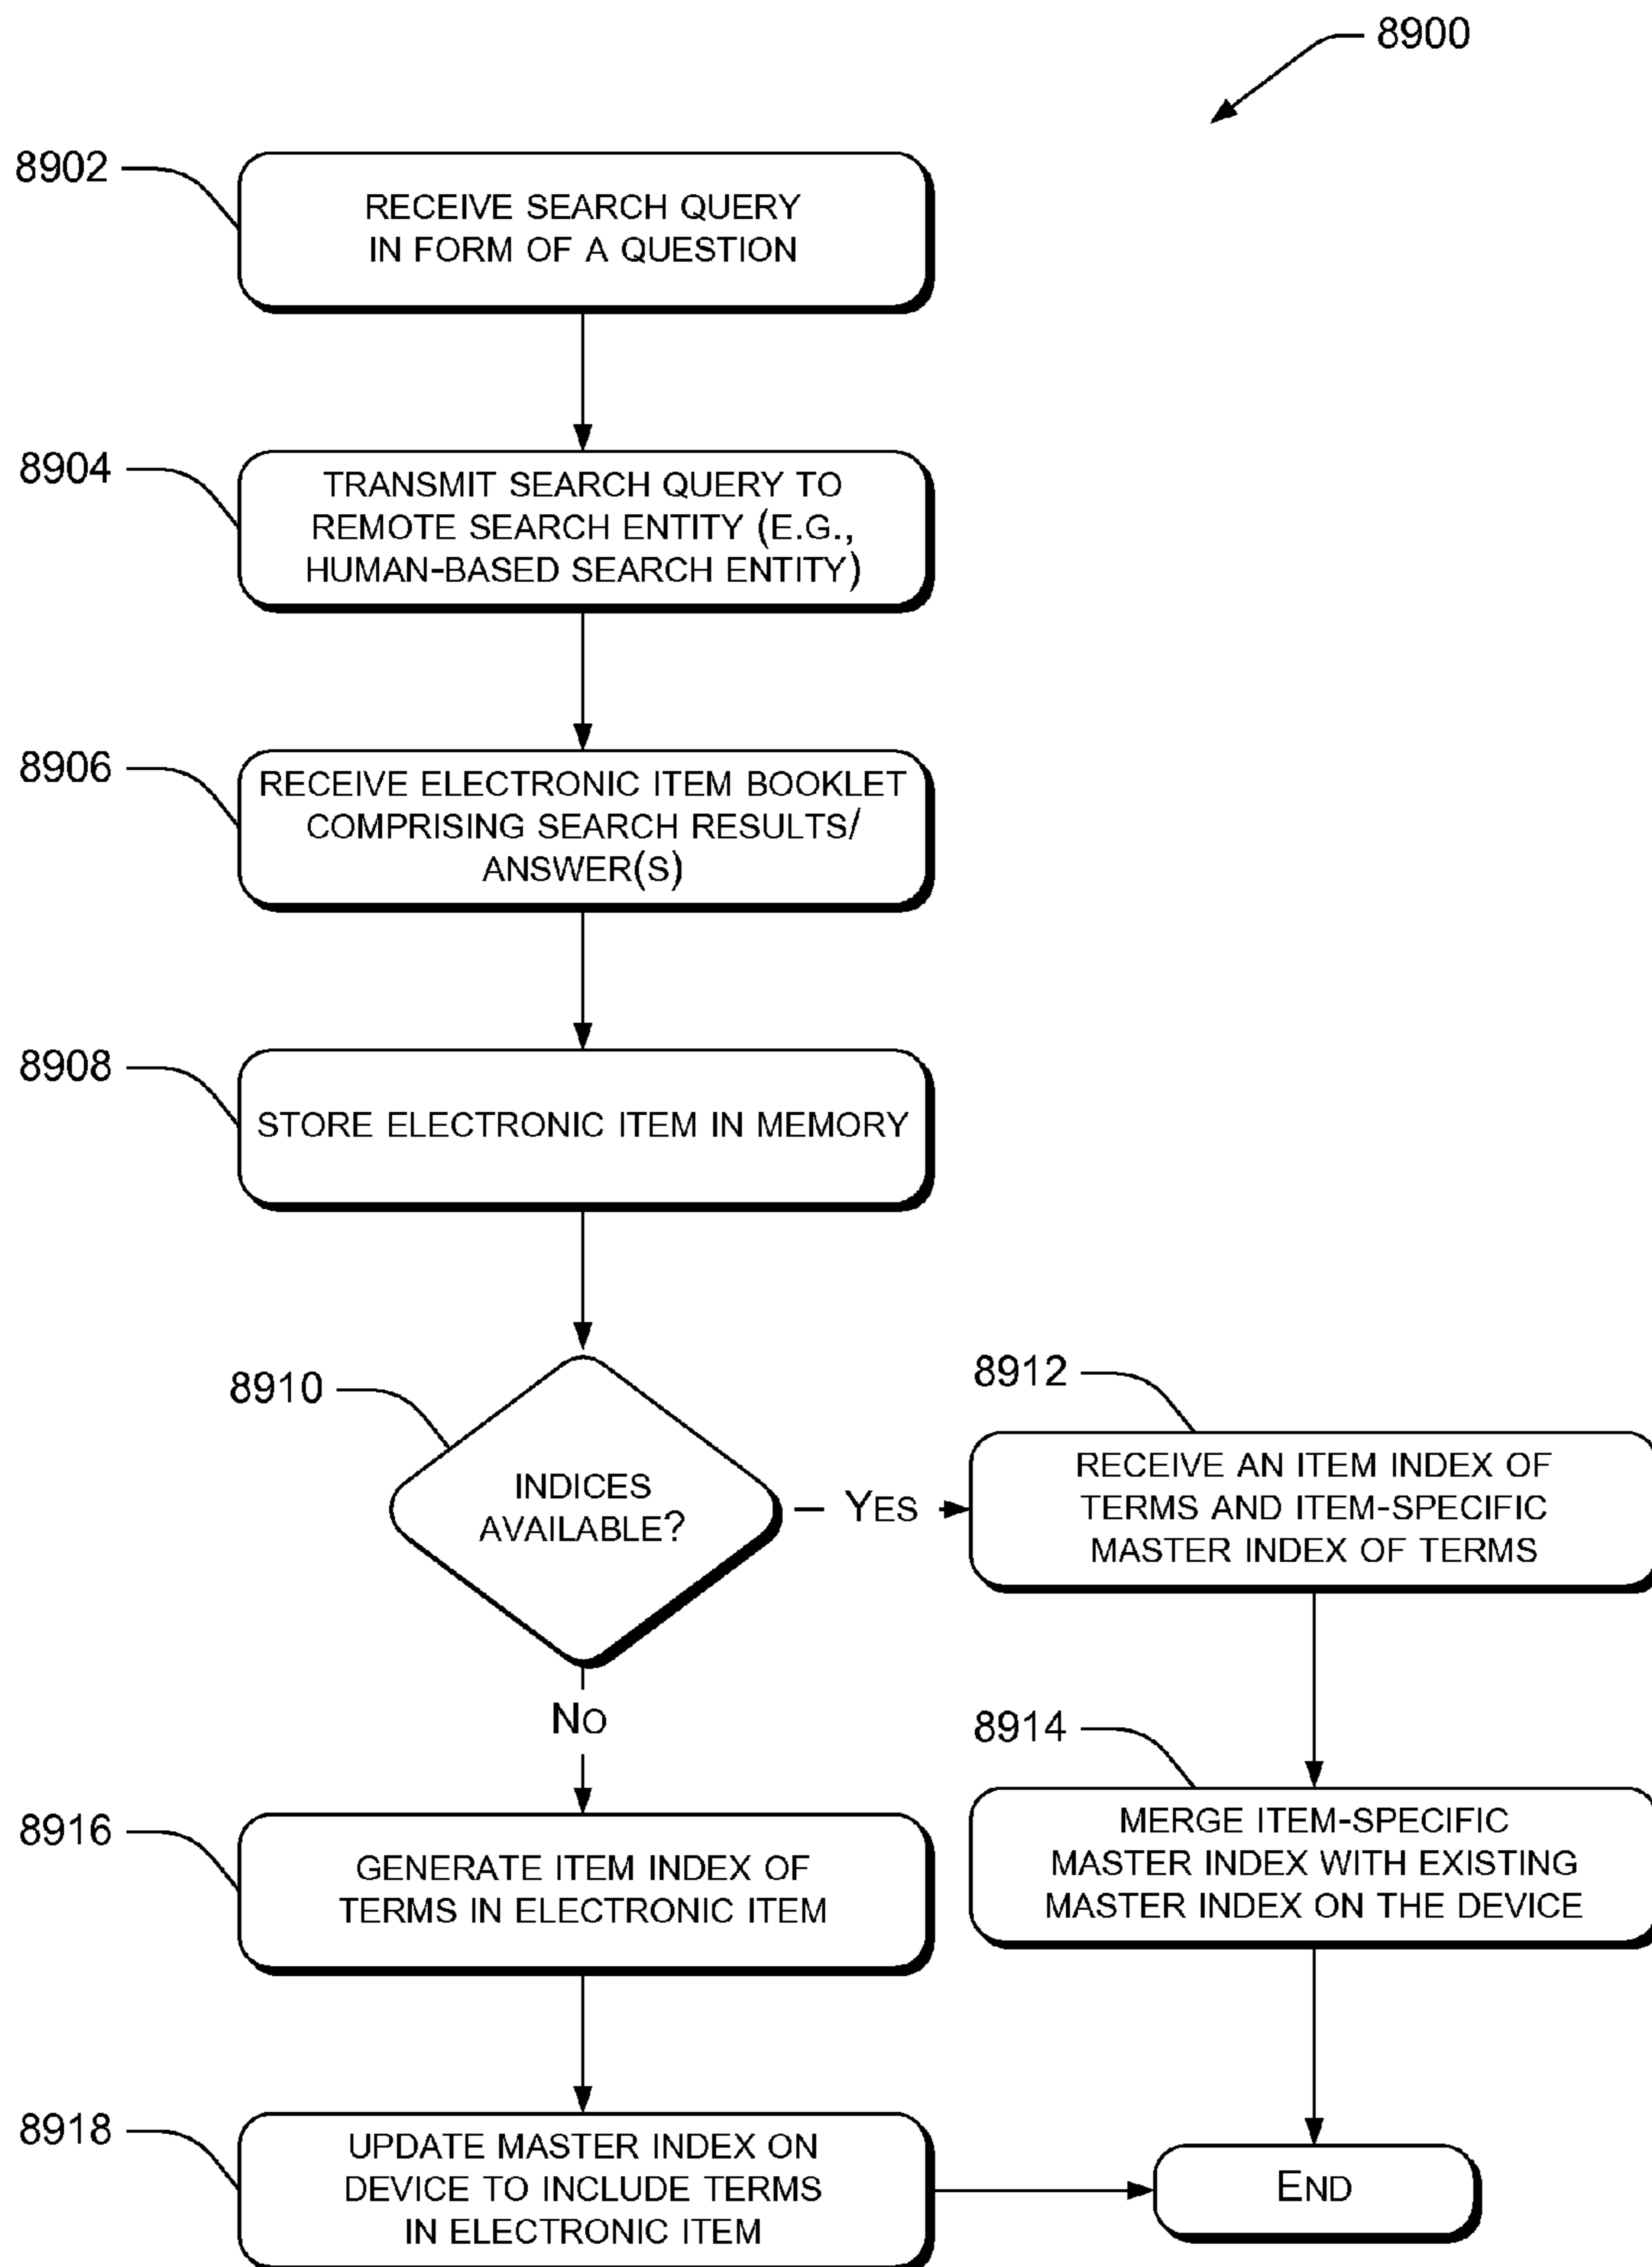 8900
8902
RECEIVE SEARCH QUERY
IN FORM OF A QUESTION
8904
TRANSMIT SEARCH QUERY TO
REMOTE SEARCH ENTITY (E.G.,
HUMAN-BASED SEARCH ENTITY)
8906
RECEIVE ELECTRONIC ITEM BOOKLET
COMPRISING SEARCH RESULTS/
ANSWER(S)
8908
STORE ELECTRONIC ITEM IN MEMORY
8910
INDICES
AVAILABLE?
YES
8912
RECEIVE AN ITEM INDEX OF
TERMS AND ITEM-SPECIFIC
MASTER INDEX OF TERMS
NO
8914
MERGE ITEM-SPECIFIC
MASTER INDEX WITH EXISTING
MASTER INDEX ON THE DEVICE
8916
GENERATE ITEM INDEX OF
TERMS IN ELECTRONIC ITEM
8918
UPDATE MASTER INDEX ON
DEVICE TO INCLUDE TERMS
IN ELECTRONIC ITEM
END